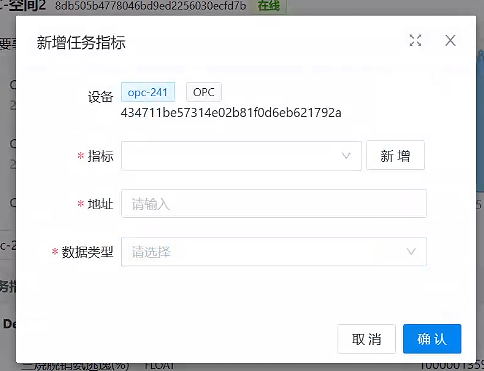 -空间2 8db505b4778046bd9ed2256030ecfd7b 在线
新增任务指标
设备 opc-241 OPC
434711be57314e02b81f0d6eb621792a
* 指标 新 增
* 地址 请输入
* 数据类型 请选择
取 消 确 认
De
FLOAT